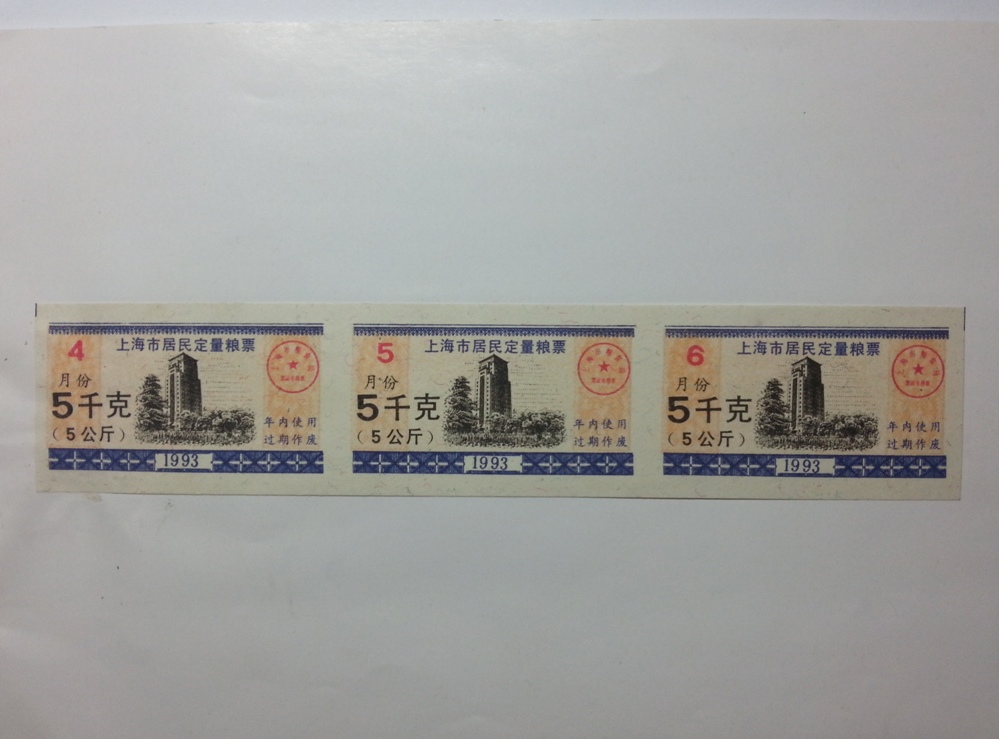 4
月份
5千克
(5公斤)
上海市居民定量粮票
年内使用
过期作废
1993
5
月份
5千克
(5公斤)
上海市居民定量粮票
年内使用
过期作废
1993
6
月份
5千克
(5公斤)
上海市居民定量粮票
年内使用
过期作废
1993